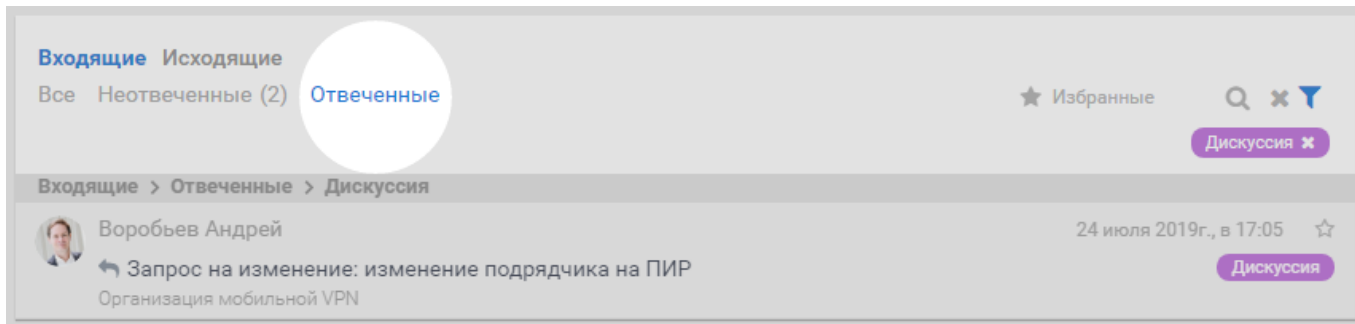 Входящие Исходящие
Все Неотвеченные (2) Отвеченные Избранные
Дискуссия
Входящие > Отвеченные > Дискуссия
Воробьев Андрей 24 июля 2019г., в 17:05
Запрос на изменение: изменение подрядчика на ПИР Дискуссия
Организация мобильной VPN